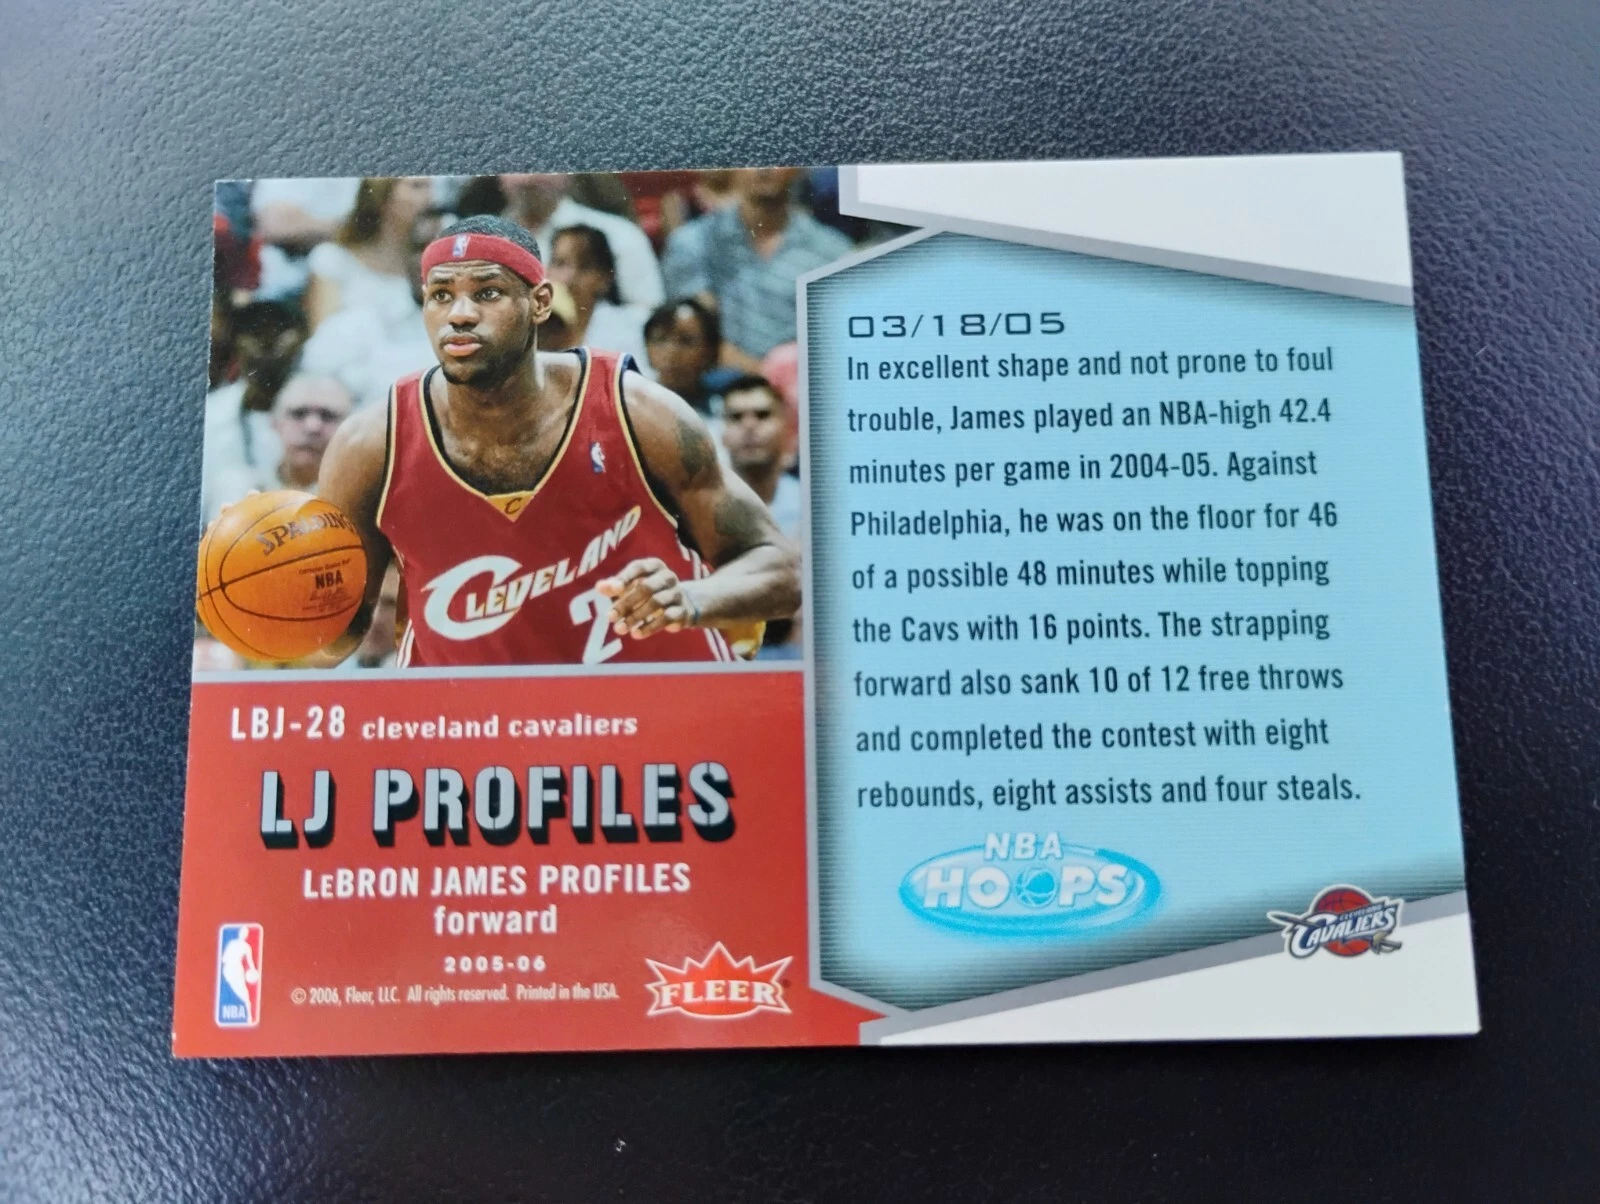 SPALDING
NBA
C
CLEVELAND
2
LBJ-28 cleveland cavaliers
LJ PROFILES
LeBRON JAMES PROFILES
forward
2005-06
© 2006, Fleer, LLC. All rights reserved. Printed in the USA.
NBA
FLEER
03/18/05
In excellent shape and not prone to foul
trouble, James played an NBA-high 42.4
minutes per game in 2004-05. Against
Philadelphia, he was on the floor for 46
of a possible 48 minutes while topping
the Cavs with 16 points. The strapping
forward also sank 10 of 12 free throws
and completed the contest with eight
rebounds, eight assists and four steals.
NBA
HOOPS
CLEVELAND
CAVALIERS